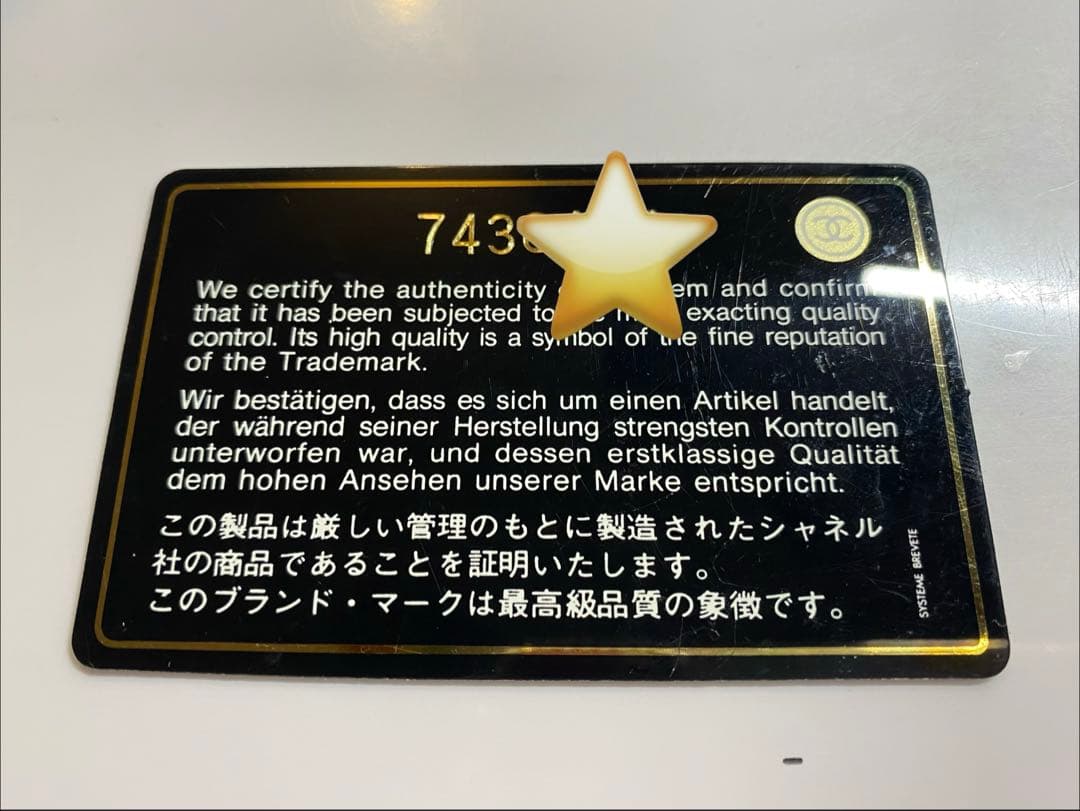 743
We certify the authenticity em and confirm
that it has been subjected to exacting quality
control. Its high quality is a symbol of the fine reputation
of the Trademark.
Wir bestätigen, dass es sich um einen Artikel handelt,
der während seiner Herstellung strengsten Kontrollen
unterworfen war, und dessen erstklassige Qualität
dem hohen Ansehen unserer Marke entspricht.
この製品は厳しい管理のもとに製造されたシャネル
社の商品であることを証明いたします。
このブランド・マークは最高級品質の象徴です。
SYSTEME BREVETE